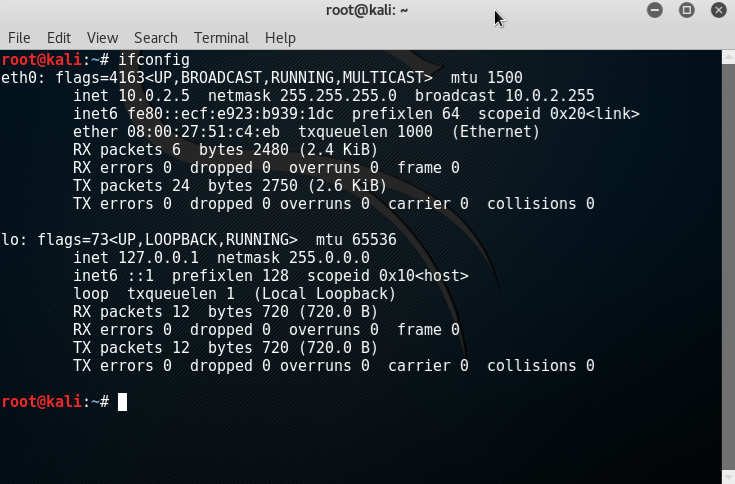 root@kali: ~
File Edit View Search Terminal Help
root@kali:~# ifconfig
eth0: flags=4163<UP,BROADCAST,RUNNING,MULTICAST>  mtu 1500
        inet 10.0.2.5  netmask 255.255.255.0  broadcast 10.0.2.255
        inet6 fe80::ecf:e923:b939:1dc  prefixlen 64  scopeid 0x20<link>
        ether 08:00:27:51:c4:eb  txqueuelen 1000  (Ethernet)
        RX packets 6  bytes 2480 (2.4 KiB)
        RX errors 0  dropped 0  overruns 0  frame 0
        TX packets 24  bytes 2750 (2.6 KiB)
        TX errors 0  dropped 0 overruns 0  carrier 0  collisions 0
lo: flags=73<UP,LOOPBACK,RUNNING>  mtu 65536
        inet 127.0.0.1  netmask 255.0.0.0
        inet6 ::1  prefixlen 128  scopeid 0x10<host>
        loop  txqueuelen 1  (Local Loopback)
        RX packets 12  bytes 720 (720.0 B)
        RX errors 0  dropped 0  overruns 0  frame 0
        TX packets 12  bytes 720 (720.0 B)
        TX errors 0  dropped 0 overruns 0  carrier 0  collisions 0
root@kali:~#